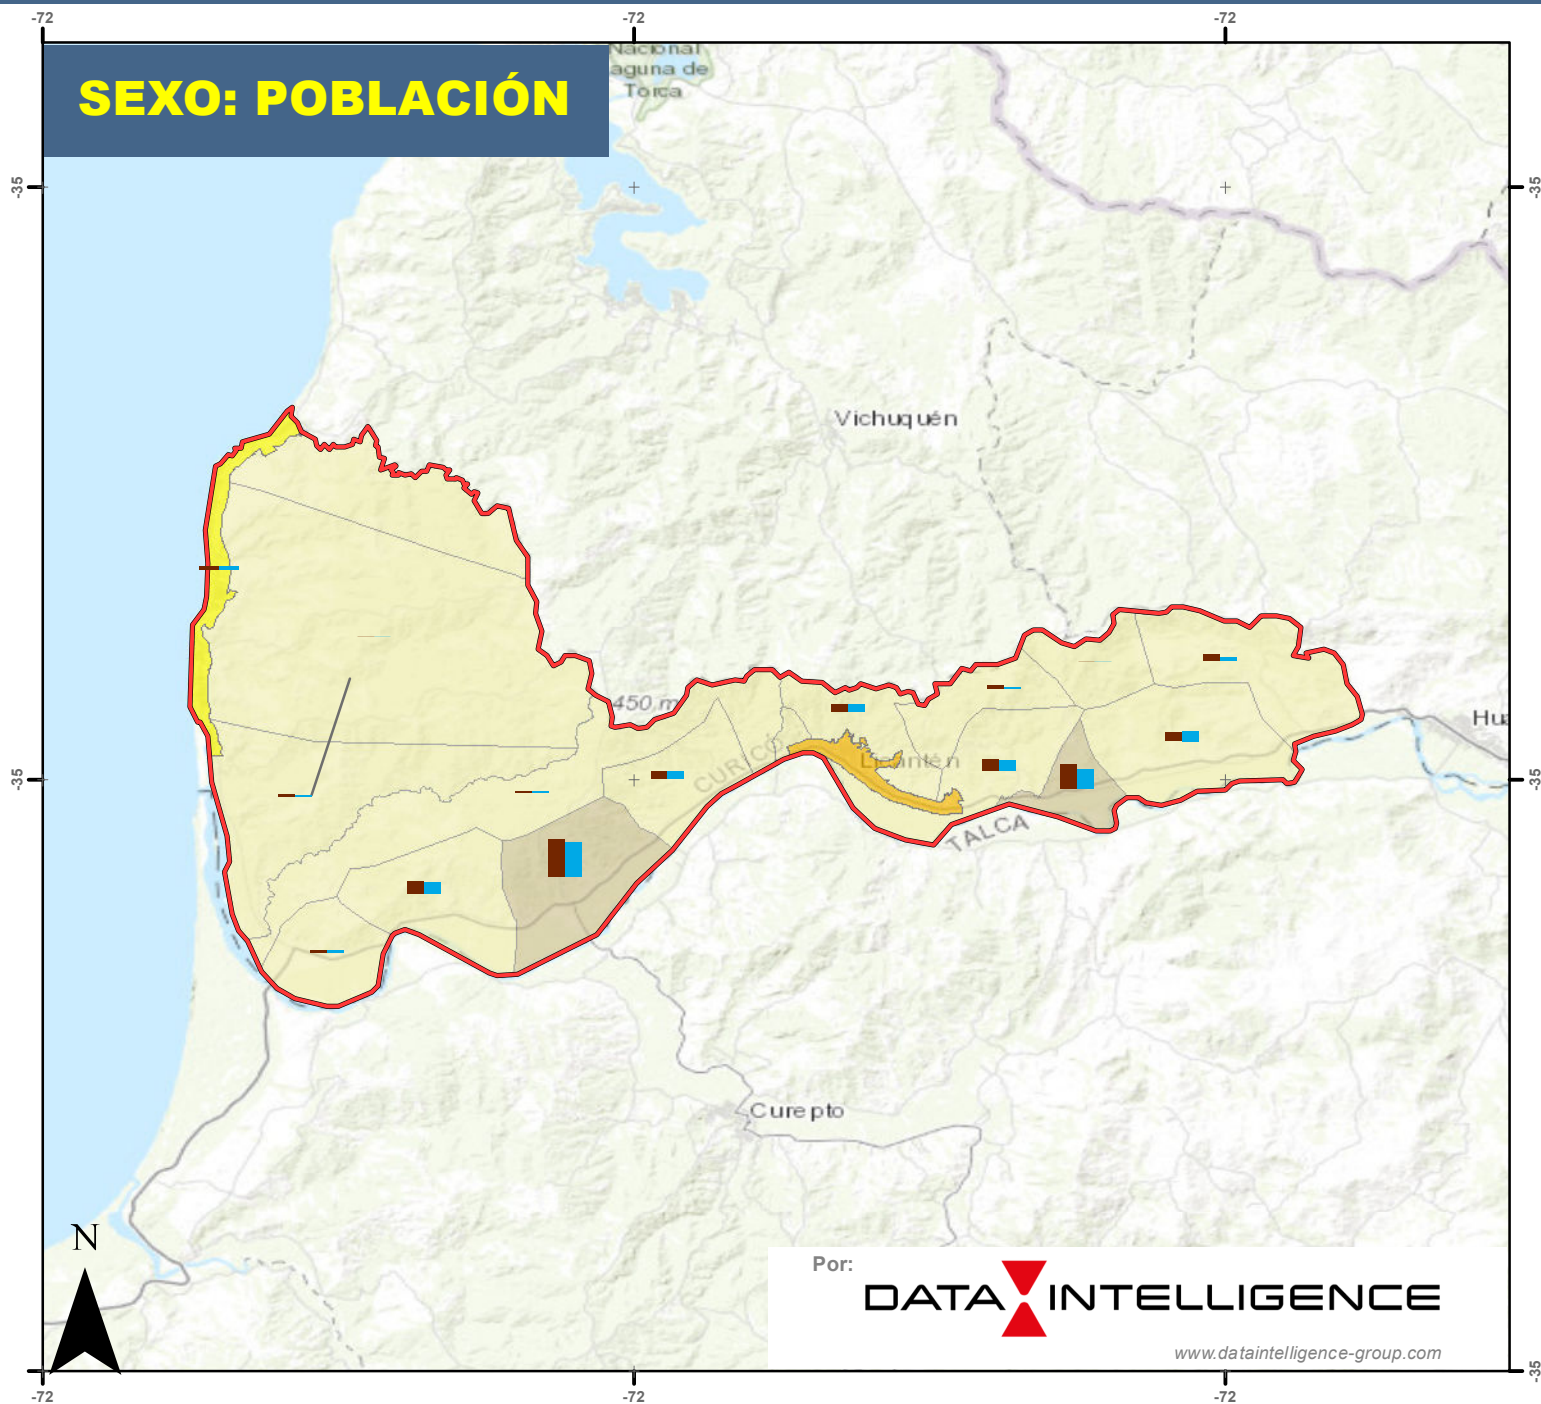 -72
-72
-72
Nacional
aguna de
Torca
SEXO: POBLACIÓN
-35
-35
Vichuquén
450 m
Hu
CURICÓ
Licantén
-35
-35
TALCA
Curepto
N
Por:
DATA INTELLIGENCE
www.dataintelligence-group.com
-35
-72
-72
-72